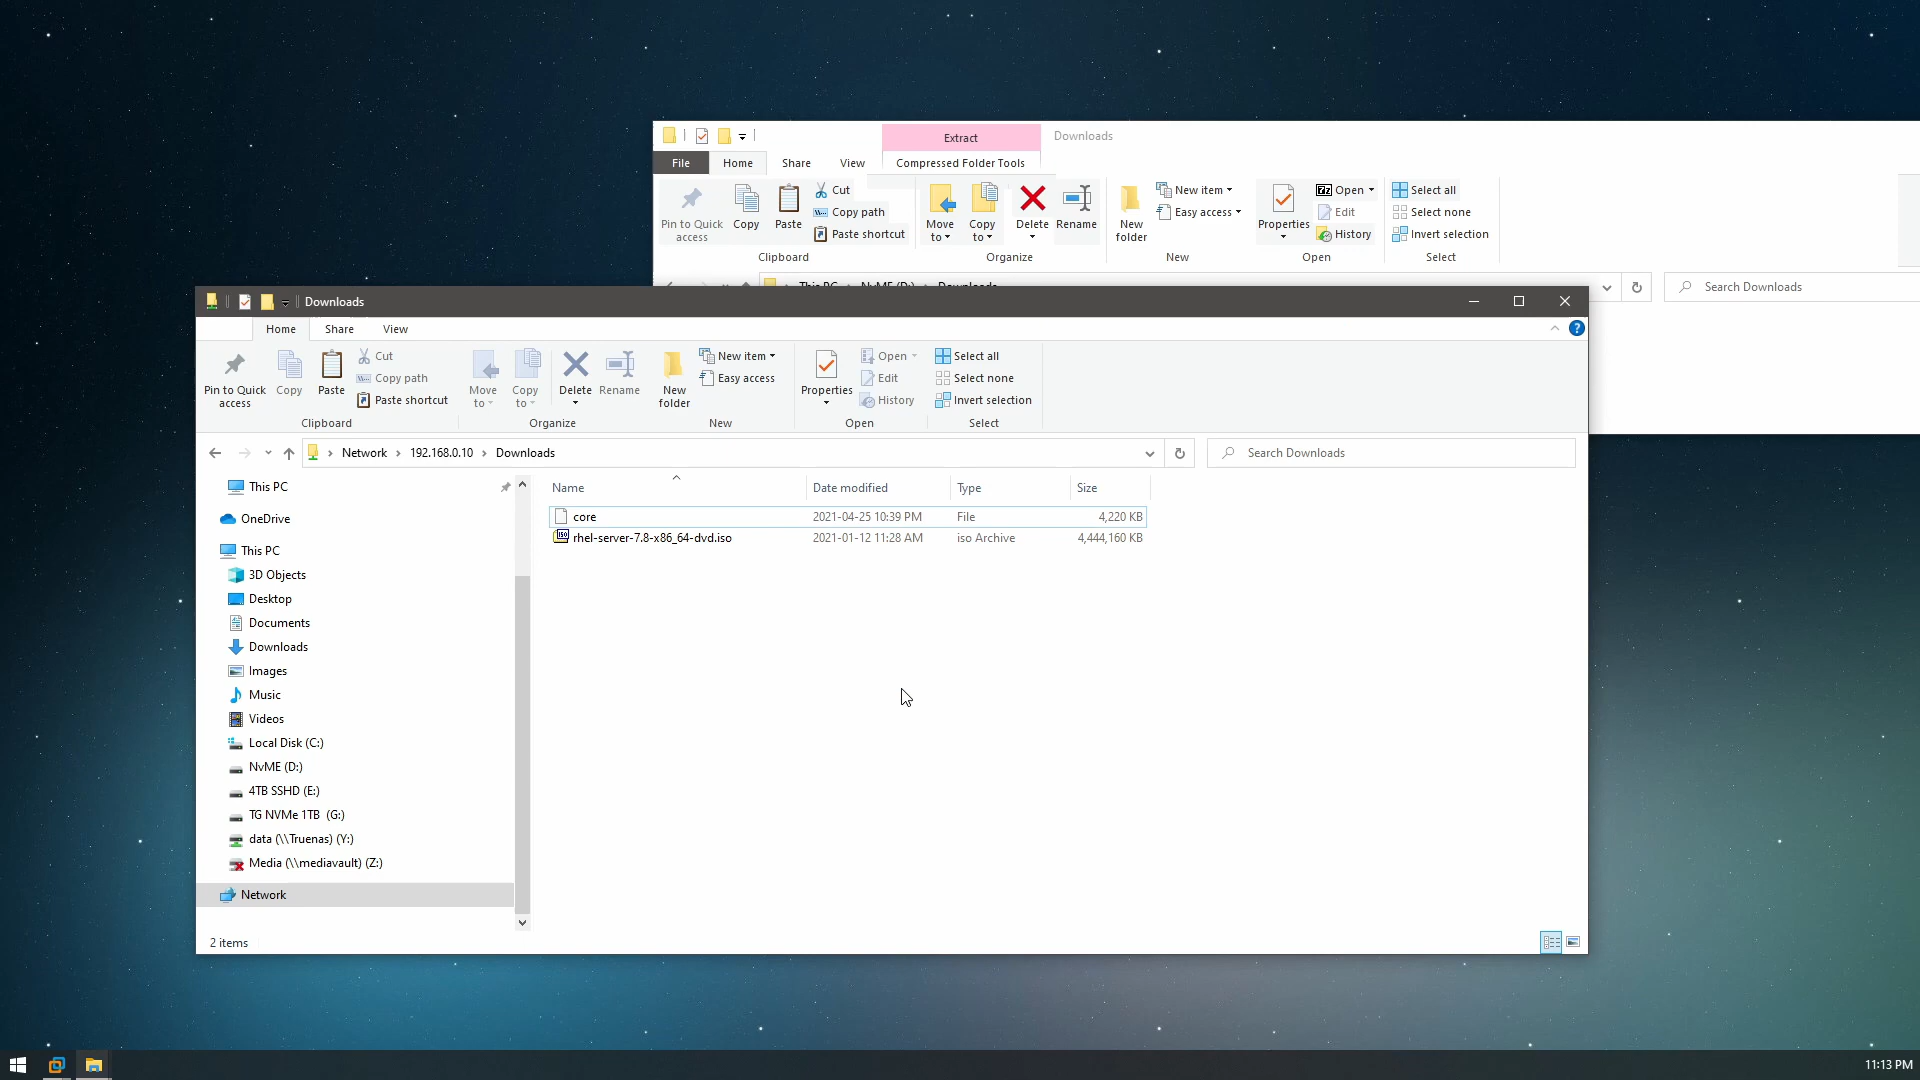 Extract
Downloads
File Home Share View Compressed Folder Tools
Pin to Quick access
Copy
Paste
Cut
Copy path
Paste shortcut
Move to
Copy to
Delete
Rename
New folder
New item
Easy access
Properties
Open
Edit
History
Select all
Select none
Invert selection
Clipboard Organize New Open Select
This PC NvME (D:) Downloads
Search Downloads
Downloads
Home Share View
Pin to Quick access
Copy
Paste
Cut
Copy path
Paste shortcut
Move to
Copy to
Delete
Rename
New folder
New item
Easy access
Properties
Open
Edit
History
Select all
Select none
Invert selection
Clipboard Organize New Open Select
Network 192.168.0.10 Downloads
Search Downloads
This PC
OneDrive
This PC
3D Objects
Desktop
Documents
Downloads
Images
Music
Videos
Local Disk (C:)
NvME (D:)
4TB SSHD (E:)
TG NVMe 1TB (G:)
data (\\Truenas) (Y:)
Media (\\mediavault) (Z:)
Network
Name Date modified Type Size
core 2021-04-25 10:39 PM File 4,220 KB
rhel-server-7.8-x86_64-dvd.iso 2021-01-12 11:28 AM iso Archive 4,444,160 KB
2 items
11:13 PM